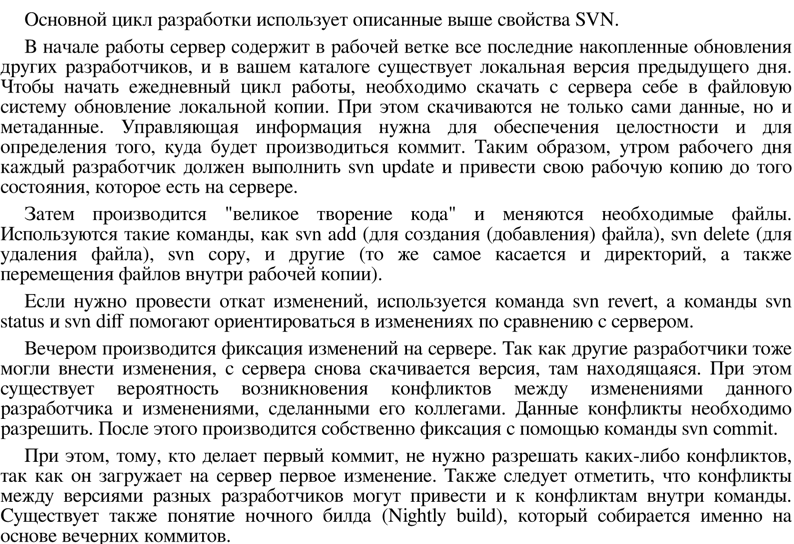 Основной цикл разработки использует описанные выше свойства SVN.
В начале работы сервер содержит в рабочей ветке все последние накопленные обновления
других разработчиков, и в вашем каталоге существует локальная версия предыдущего дня.
Чтобы начать ежедневный цикл работы, необходимо скачать с сервера себе в файловую
систему обновление локальной копии. При этом скачиваются не только сами данные, но и
метаданные. Управляющая информация нужна для обеспечения целостности и для
определения того, куда будет производиться коммит. Таким образом, утром рабочего дня
каждый разработчик должен выполнить svn update и привести свою рабочую копию до того
состояния, которое есть на сервере.
Затем производится "великое творение кода" и меняются необходимые файлы.
Используются такие команды, как svn add (для создания (добавления) файла), svn delete (для
удаления файла), svn copy, и другие (то же самое касается и директорий, а также
перемещения файлов внутри рабочей копии).
Если нужно провести откат изменений, используется команда svn revert, а команды svn
status и svn diff помогают ориентироваться в изменениях по сравнению с сервером.
Вечером производится фиксация изменений на сервере. Так как другие разработчики тоже
могли внести изменения, с сервера снова скачивается версия, там находящаяся. При этом
существует вероятность возникновения конфликтов между изменениями данного
разработчика и изменениями, сделанными его коллегами. Данные конфликты необходимо
разрешить. После этого производится собственно фиксация с помощью команды svn commit.
При этом, тому, кто делает первый коммит, не нужно разрешать каких-либо конфликтов,
так как он загружает на сервер первое изменение. Также следует отметить, что конфликты
между версиями разных разработчиков могут привести и к конфликтам внутри команды.
Существует также понятие ночного билда (Nightly build), который собирается именно на
основе вечерних коммитов.